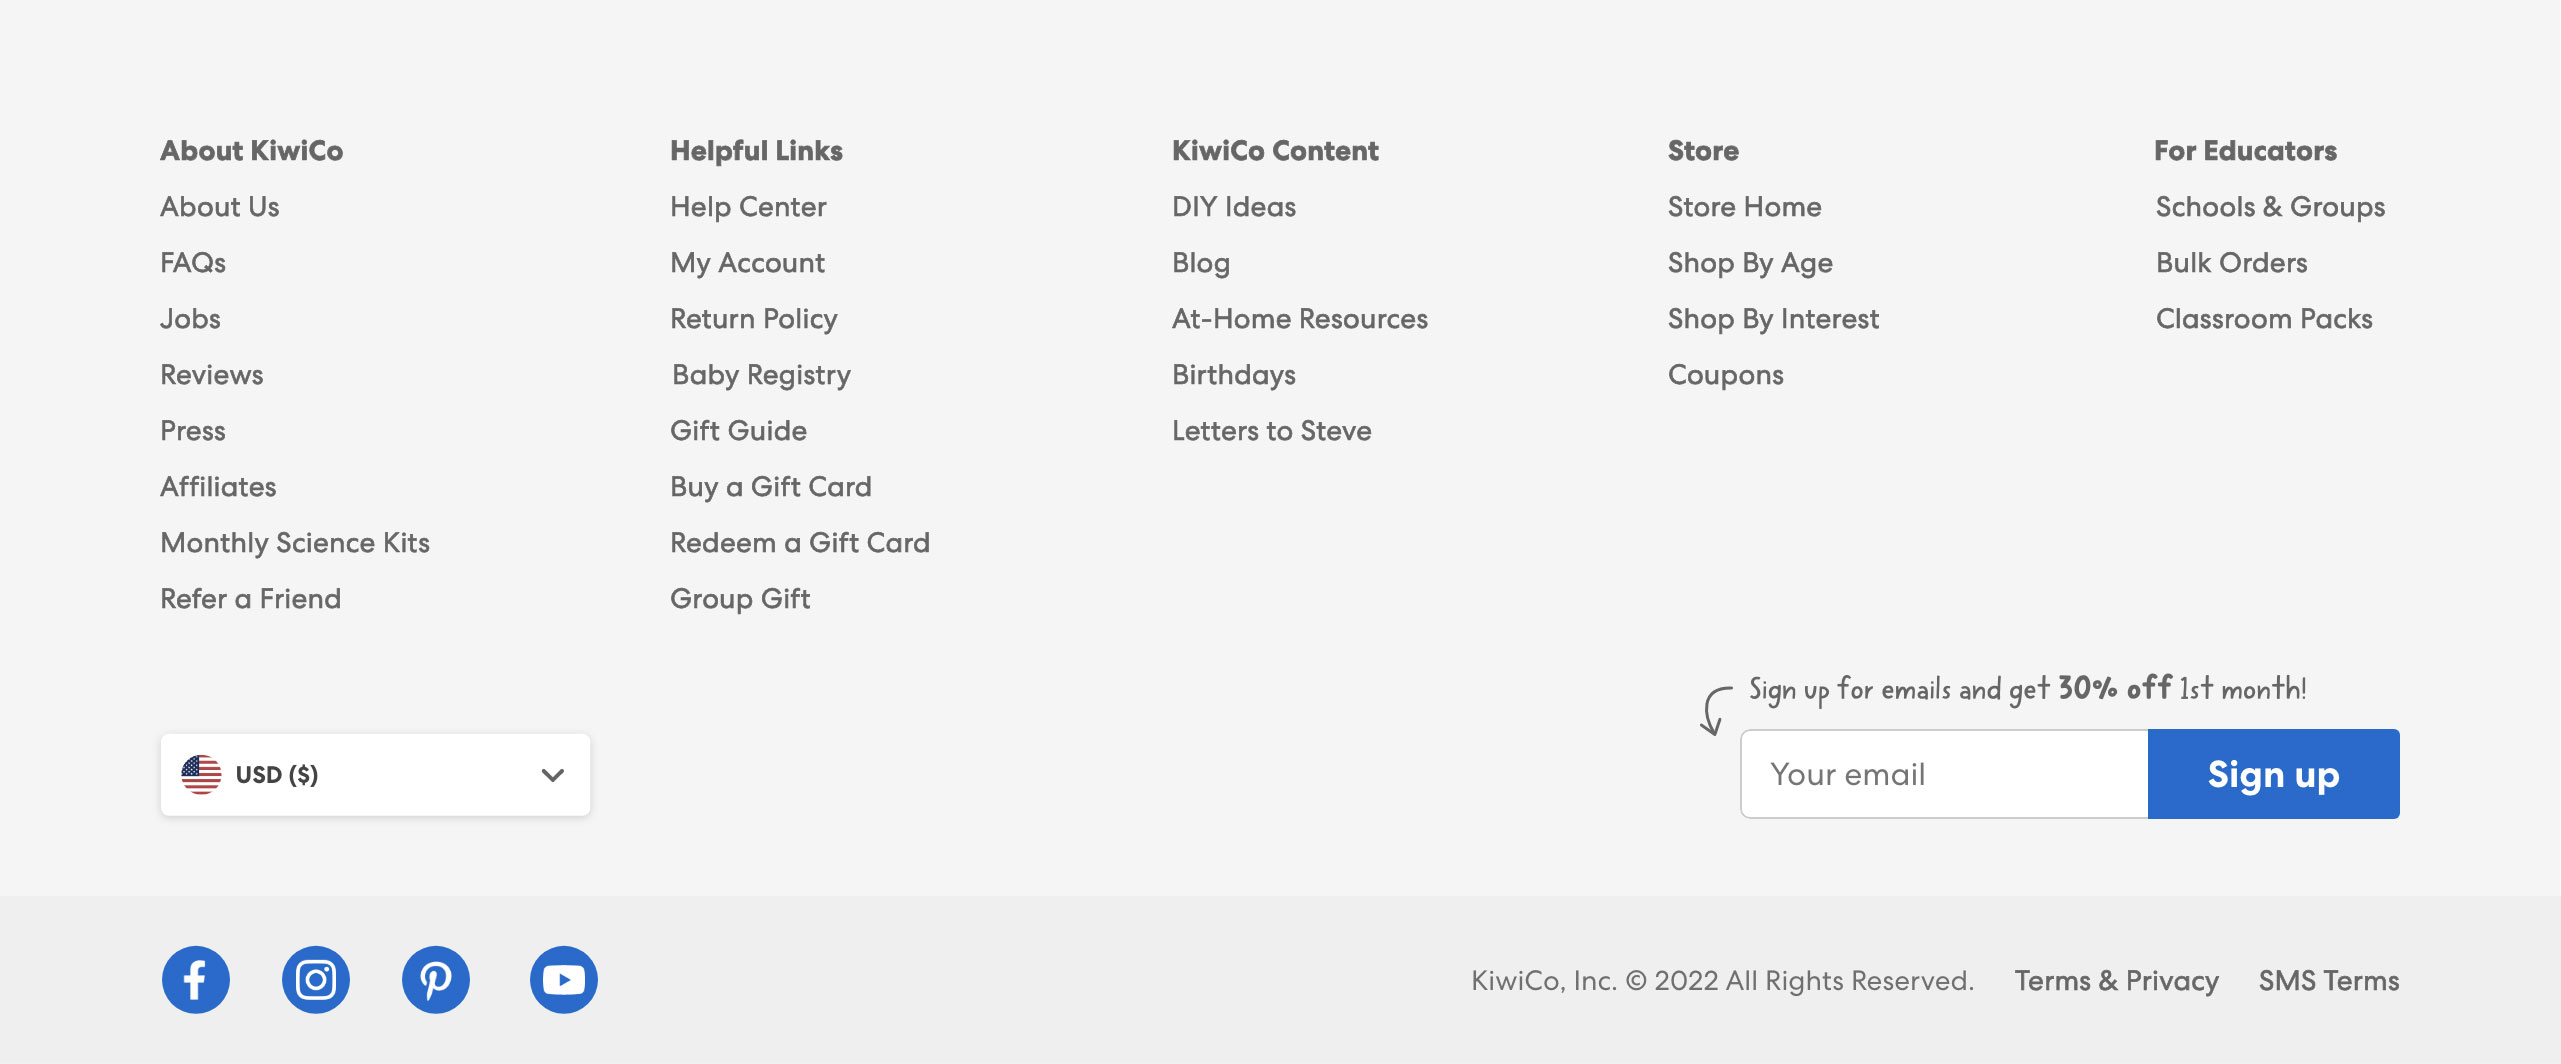 About KiwiCo
About Us
FAQs
Jobs
Reviews
Press
Affiliates
Monthly Science Kits
Refer a Friend
Helpful Links
Help Center
My Account
Return Policy
Baby Registry
Gift Guide
Buy a Gift Card
Redeem a Gift Card
Group Gift
KiwiCo Content
DIY Ideas
Blog
At-Home Resources
Birthdays
Letters to Steve
Store
Store Home
Shop By Age
Shop By Interest
Coupons
For Educators
Schools & Groups
Bulk Orders
Classroom Packs
USD ($)
Sign up for emails and get 30% off 1st month!
Your email
Sign up
KiwiCo, Inc. © 2022 All Rights Reserved.
Terms & Privacy
SMS Terms